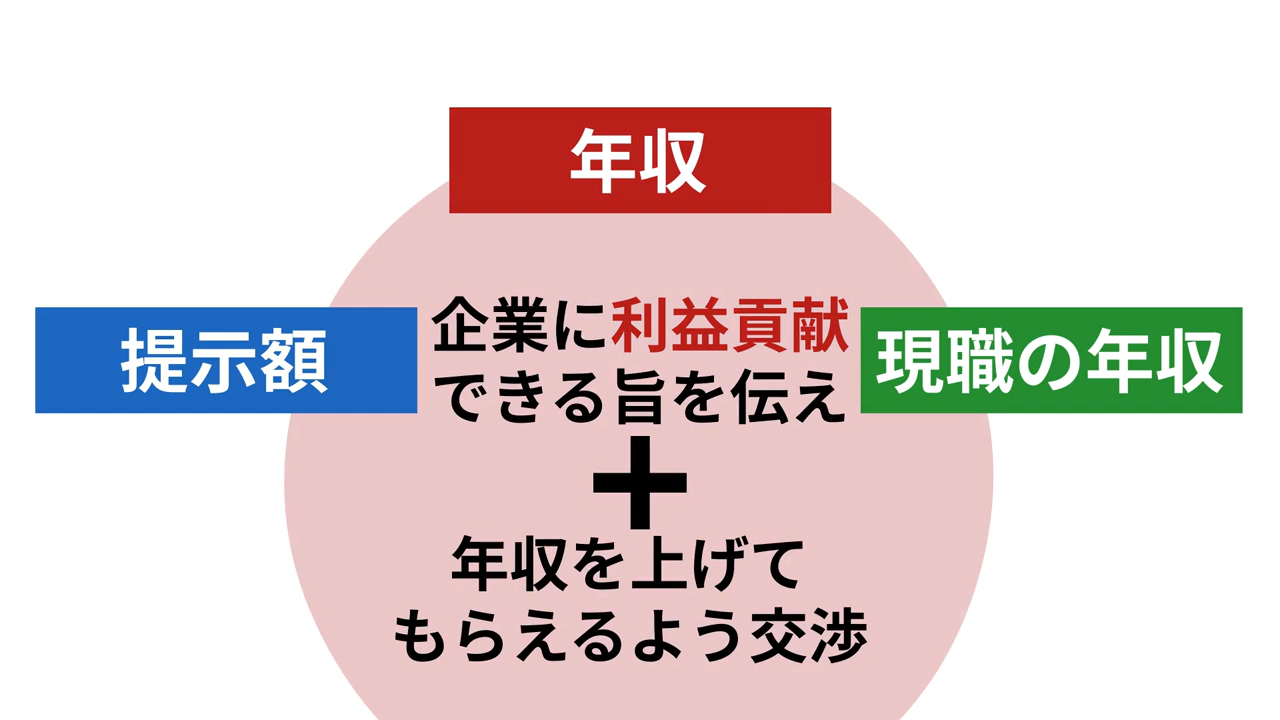 年収
提示額
現職の年収
企業に利益貢献
できる旨を伝え
+
年収を上げて
もらえるよう交渉